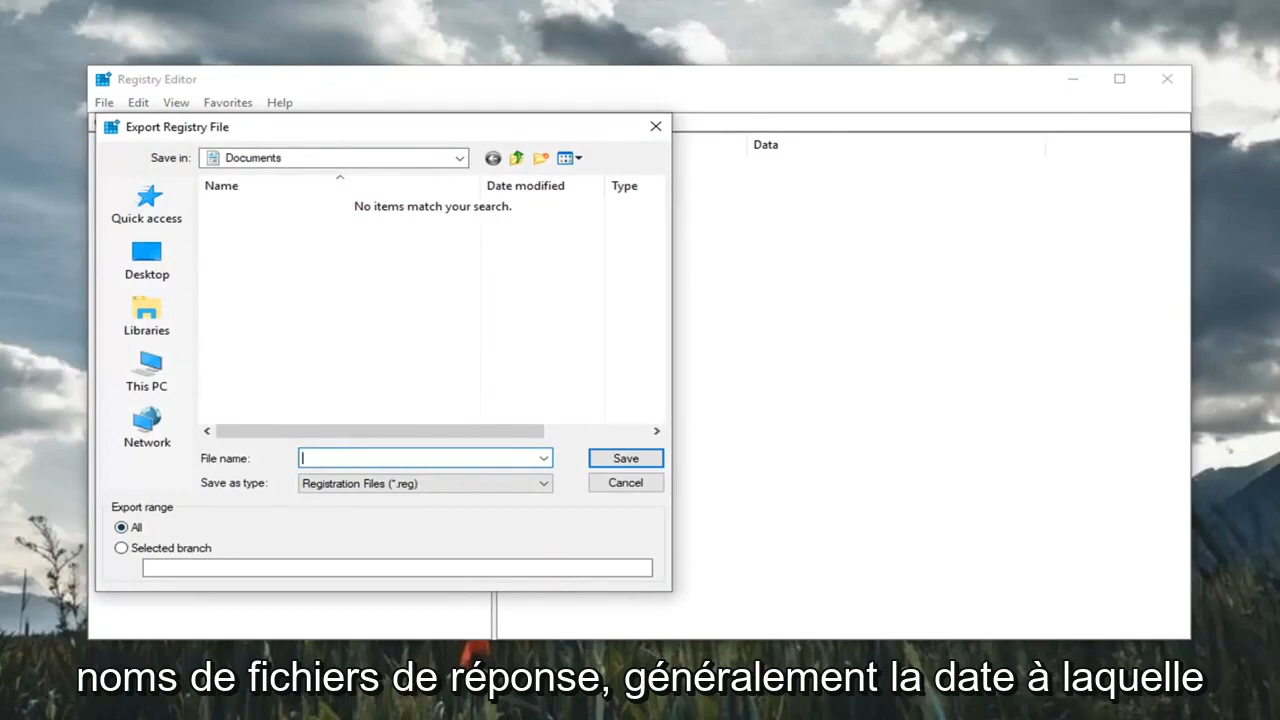 Registry Editor
File Edit View Favorites Help
Export Registry File
Save in: Documents
Data
Name Date modified Type
No items match your search.
Quick access
Desktop
Libraries
This PC
Network
File name: Save
Save as type: Registration Files (*.reg) Cancel
Export range
All
Selected branch
noms de fichiers de réponse, généralement la date à laquelle